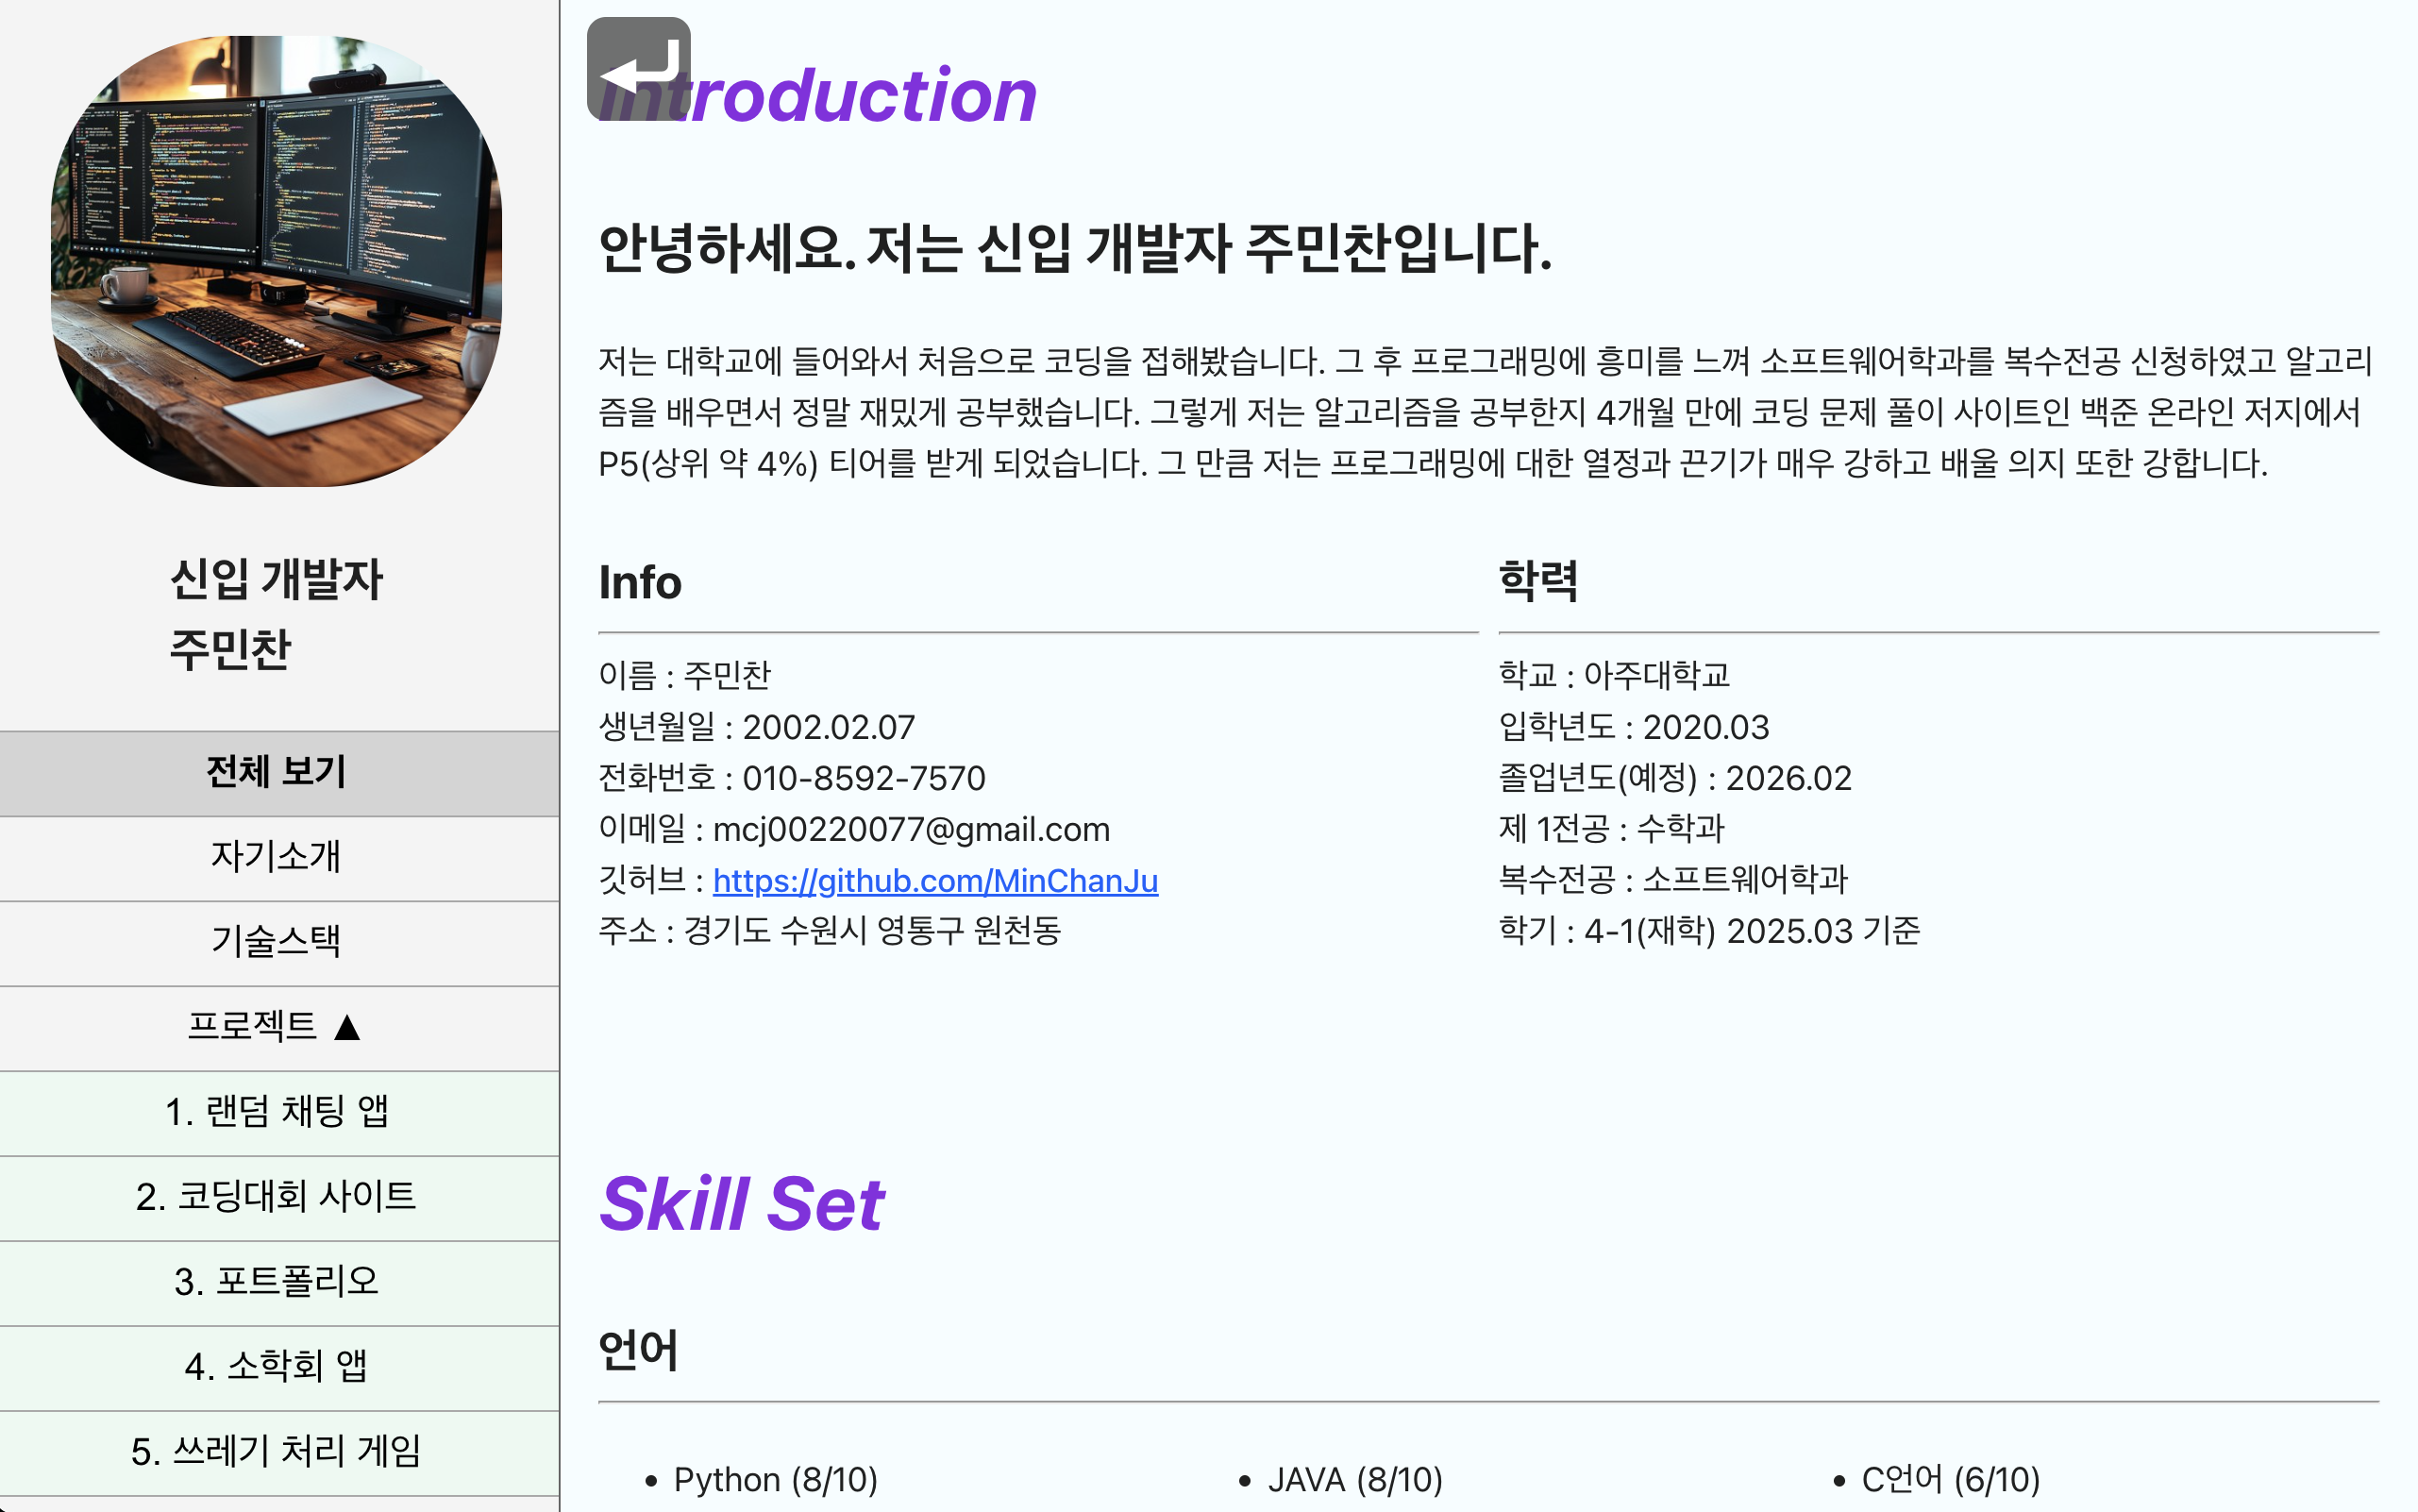 신입 개발자
주민찬
전체 보기
자기소개
기술스택
프로젝트 ▲
1. 랜덤 채팅 앱
2. 코딩대회 사이트
3. 포트폴리오
4. 소학회 앱
5. 쓰레기 처리 게임
Introduction
안녕하세요. 저는 신입 개발자 주민찬입니다.
저는 대학교에 들어와서 처음으로 코딩을 접해봤습니다. 그 후 프로그래밍에 흥미를 느껴 소프트웨어학과를 복수전공 신청하였고 알고리
즘을 배우면서 정말 재밌게 공부했습니다. 그렇게 저는 알고리즘을 공부한지 4개월 만에 코딩 문제 풀이 사이트인 백준 온라인 저지에서
P5(상위 약 4%) 티어를 받게 되었습니다. 그 만큼 저는 프로그래밍에 대한 열정과 끈기가 매우 강하고 배울 의지 또한 강합니다.
Info
이름 : 주민찬
생년월일 : 2002.02.07
전화번호 : 010-8592-7570
이메일 : mcj00220077@gmail.com
깃허브 : https://github.com/MinChanJu
주소 : 경기도 수원시 영통구 원천동
학력
학교 : 아주대학교
입학년도 : 2020.03
졸업년도(예정) : 2026.02
제 1전공 : 수학과
복수전공 : 소프트웨어학과
학기 : 4-1(재학) 2025.03 기준
Skill Set
언어
• Python (8/10)
• JAVA (8/10)
• C언어 (6/10)